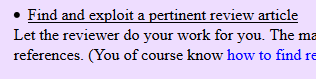 • Find and exploit a pertinent review article
Let the reviewer do your work for you. The ma
references. (You of course know how to find re